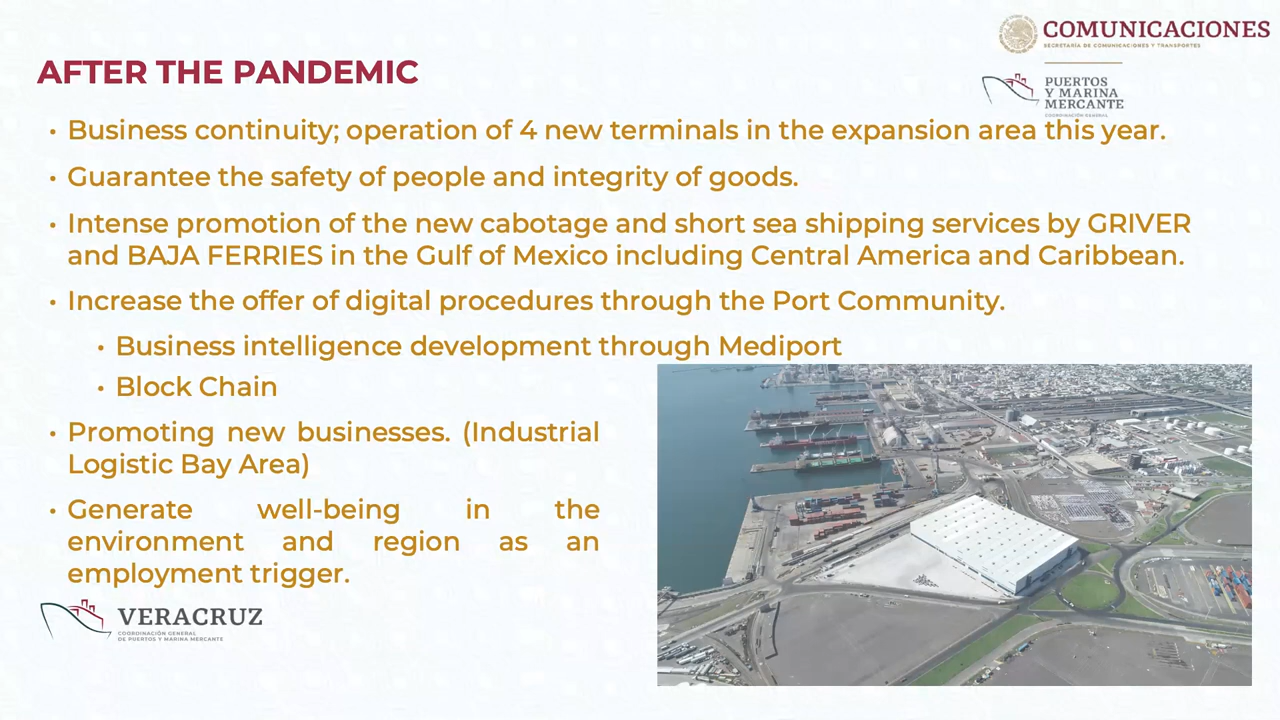 COMUNICACIONES
SECRETARÍA DE COMUNICACIONES Y TRANSPORTES
PUERTOS
Y MARINA
MERCANTE
COORDINACIÓN GENERAL
AFTER THE PANDEMIC
• Business continuity; operation of 4 new terminals in the expansion area this year.
• Guarantee the safety of people and integrity of goods.
• Intense promotion of the new cabotage and short sea shipping services by GRIVER
and BAJA FERRIES in the Gulf of Mexico including Central America and Caribbean.
• Increase the offer of digital procedures through the Port Community.
• Business intelligence development through Mediport
• Block Chain
• Promoting new businesses. (Industrial
Logistic Bay Area)
• Generate well-being in the
environment and region as an
employment trigger.
VERACRUZ
COORDINACIÓN GENERAL
DE PUERTOS Y MARINA MERCANTE